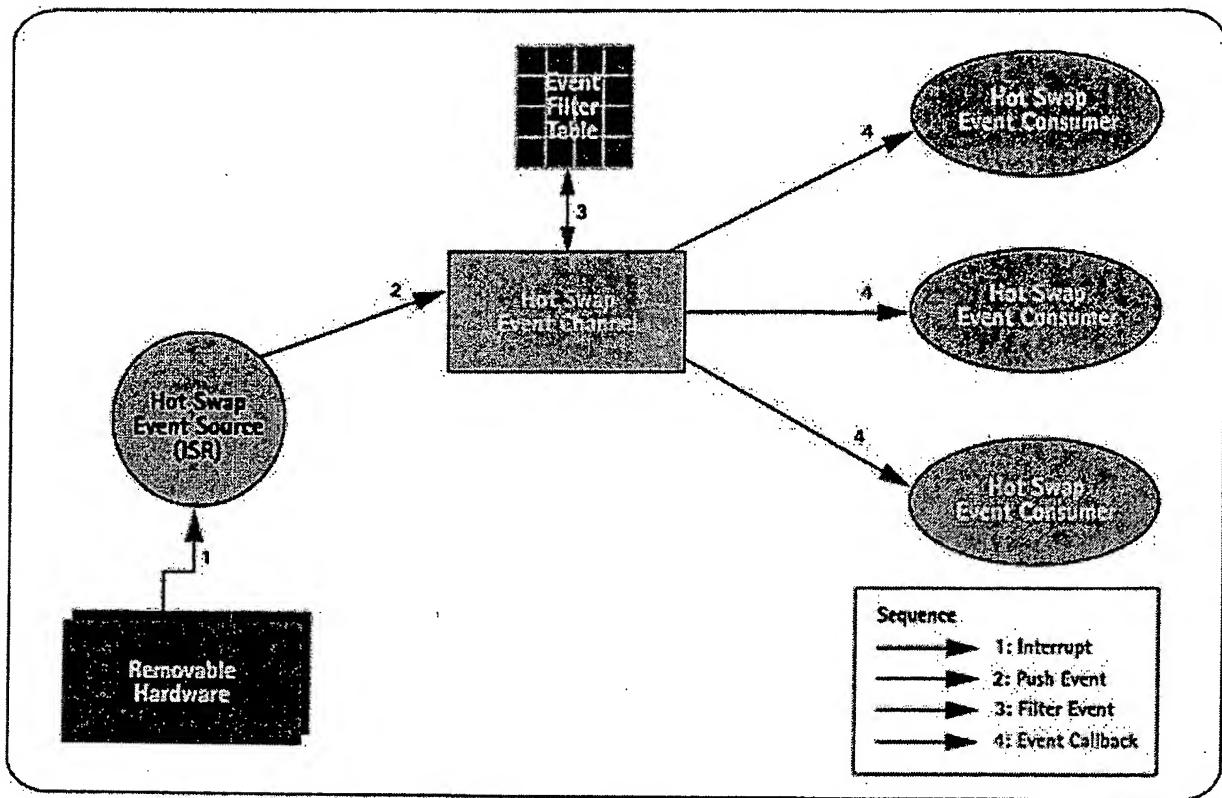 Event
Filter
Table
4
Hot Swap
Event Consumer
3
2
Hot Swap
Event Channel
4
Hot Swap
Event Consumer
Hot Swap
Event Source
(ISR)
4
Hot Swap
Event Consumer
1
Removable
Hardware
Sequence
1: Interrupt
2: Push Event
3: Filter Event
4: Event Callback